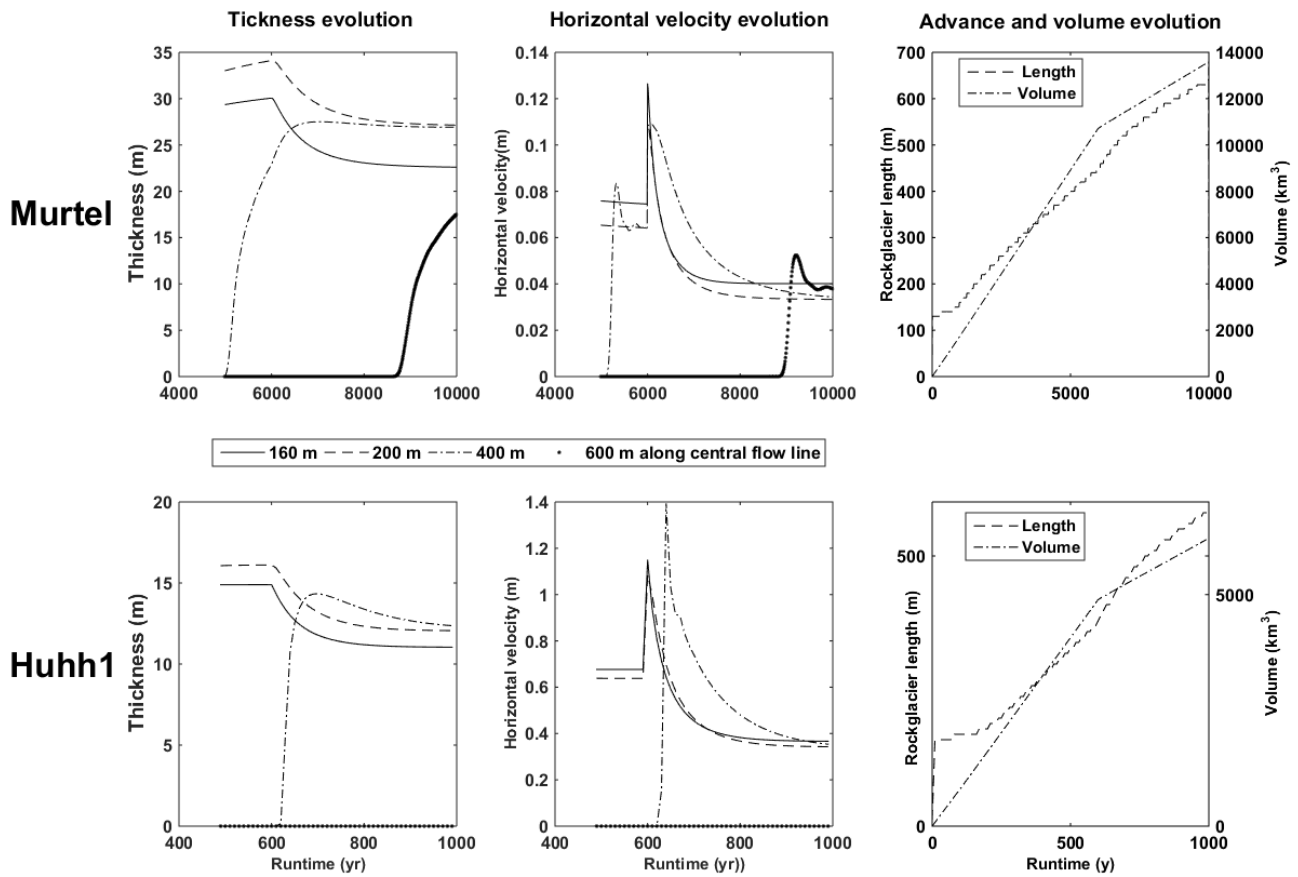 Tickness evolution
Horizontal velocity evolution
Advance and volume evolution
Murtel
Thickness (m)
35
30
25
20
15
10
5
0
4000 6000 8000 10000
Horizontal velocity(m)
0.14
0.12
0.1
0.08
0.06
0.04
0.02
0
4000 6000 8000 10000
Rockglacier length (m)
700
600
500
400
300
200
100
0
Length
Volume
0 5000 10000
14000
12000
10000
8000
6000
4000
2000
0
Volume (km³)
160 m 200 m 400 m 600 m along central flow line
Huhh1
Thickness (m)
20
15
10
5
0
400 600 800 1000
Runtime (yr)
Horizontal velocity (m)
1.4
1.2
1
0.8
0.6
0.4
0.2
0
400 600 800 1000
Runtime (yr))
Rockglacier length (m)
500
0
Length
Volume
0 500 1000
Runtime (y)
5000
0
Volume (km³)